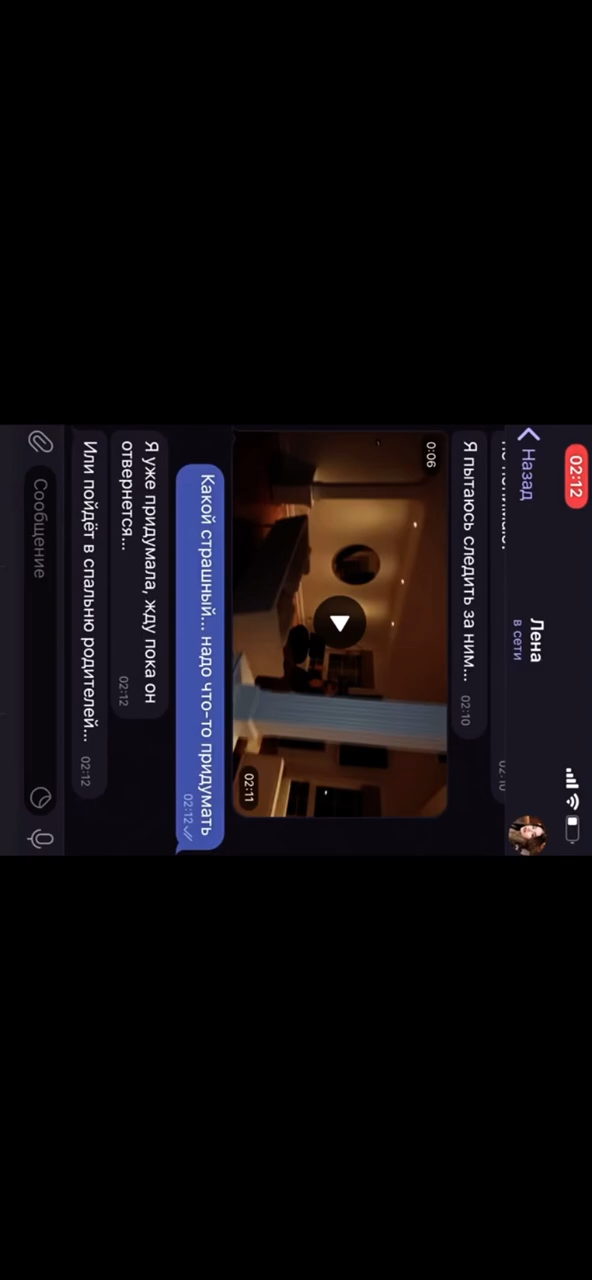 02:12
Назад
Лена
в сети
02:10
Я пытаюсь следить за ним... 02:10
0:06
02:11
Какой страшный... надо что-то придумать
02:12
Я уже придумала, жду пока он
отвернется... 02:12
Или пойдёт в спальню родителей... 02:12
Сообщение